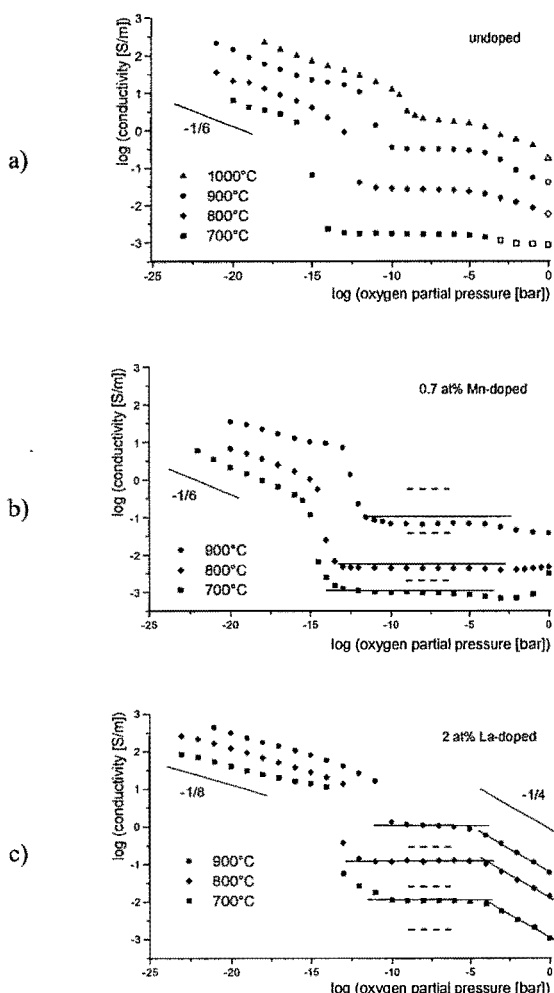 a)
log (conductivity [S/m])
undoped
3
2
1
0
-1
-2
-3
-1/6
1000°C
900°C
800°C
700°C
-25 -20 -15 -10 -5 0
log (oxygen partial pressure [bar])
b)
log (conductivity [S/m])
0.7 at% Mn-doped
3
2
1
0
-1
-2
-3
-1/6
900°C
800°C
700°C
-25 -20 -15 -10 -5 0
log (oxygen partial pressure [bar])
c)
log (conductivity [S/m])
2 at% La-doped
3
2
1
0
-1
-2
-3
-1/8
-1/4
900°C
800°C
700°C
-25 -20 -15 -10 -5 0
log (oxygen partial pressure [bar])